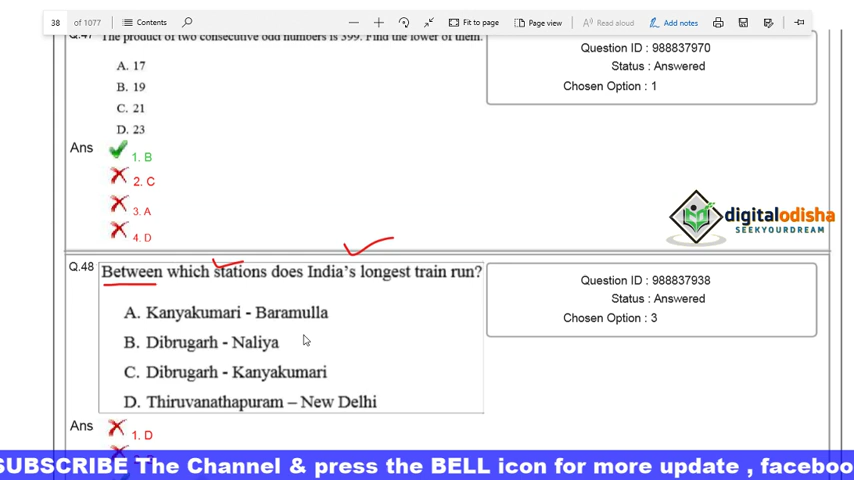 38 of 1077 Contents Fit to page Page view Read aloud Add notes
Q.47 The product of two consecutive odd numbers is 399. Find the lower of them.
A. 17
B. 19
C. 21
D. 23
Question ID : 988837970
Status : Answered
Chosen Option : 1
Ans
1. B
2. C
3. A
4. D
digitalodisha
SEEKYOURDREAM
Q.48 Between which stations does India's longest train run?
A. Kanyakumari - Baramulla
B. Dibrugarh - Naliya
C. Dibrugarh - Kanyakumari
D. Thiruvanathapuram – New Delhi
Question ID : 988837938
Status : Answered
Chosen Option : 3
Ans
1. D
SUBSCRIBE The Channel & press the BELL icon for more update , faceboo